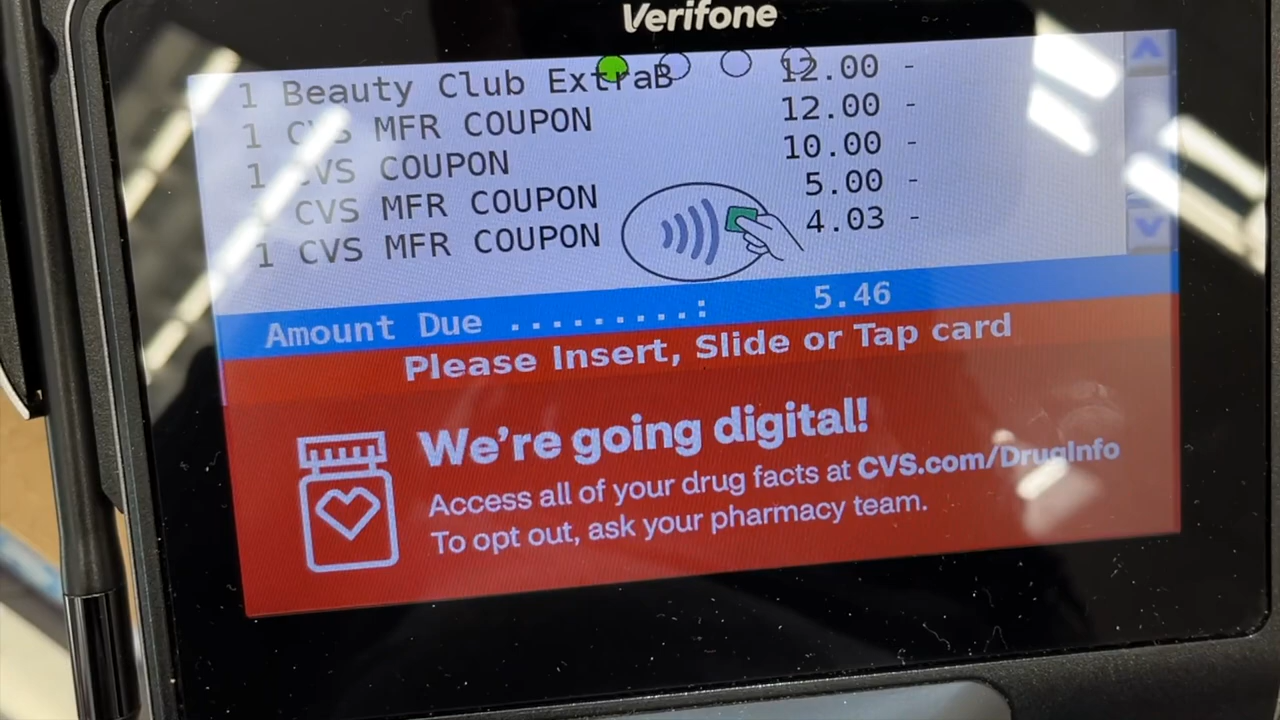 Verifone
1 Beauty Club ExtraB 12.00 -
1 CVS MFR COUPON 12.00 -
1 CVS COUPON 10.00 -
CVS MFR COUPON 5.00 -
1 CVS MFR COUPON 4.03 -
Amount Due .........: 5.46
Please Insert, Slide or Tap card
We're going digital!
Access all of your drug facts at CVS.com/DrugInfo
To opt out, ask your pharmacy team.